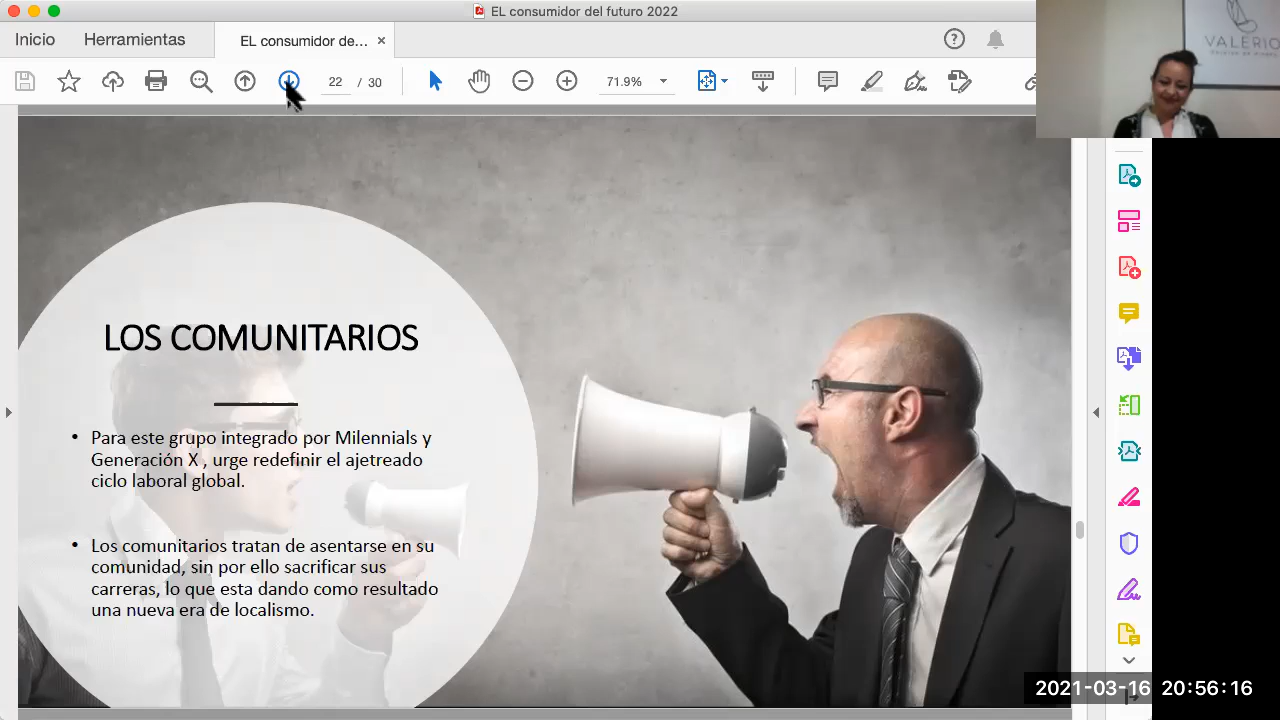 EL consumidor del futuro 2022
Inicio
Herramientas
EL consumidor de...
22 / 30
71.9%
VALERIO
LOS COMUNITARIOS
• Para este grupo integrado por Milennials y
Generación X , urge redefinir el ajetreado
ciclo laboral global.
• Los comunitarios tratan de asentarse en su
comunidad, sin por ello sacrificar sus
carreras, lo que esta dando como resultado
una nueva era de localismo.
2021-03-16 20:56:16